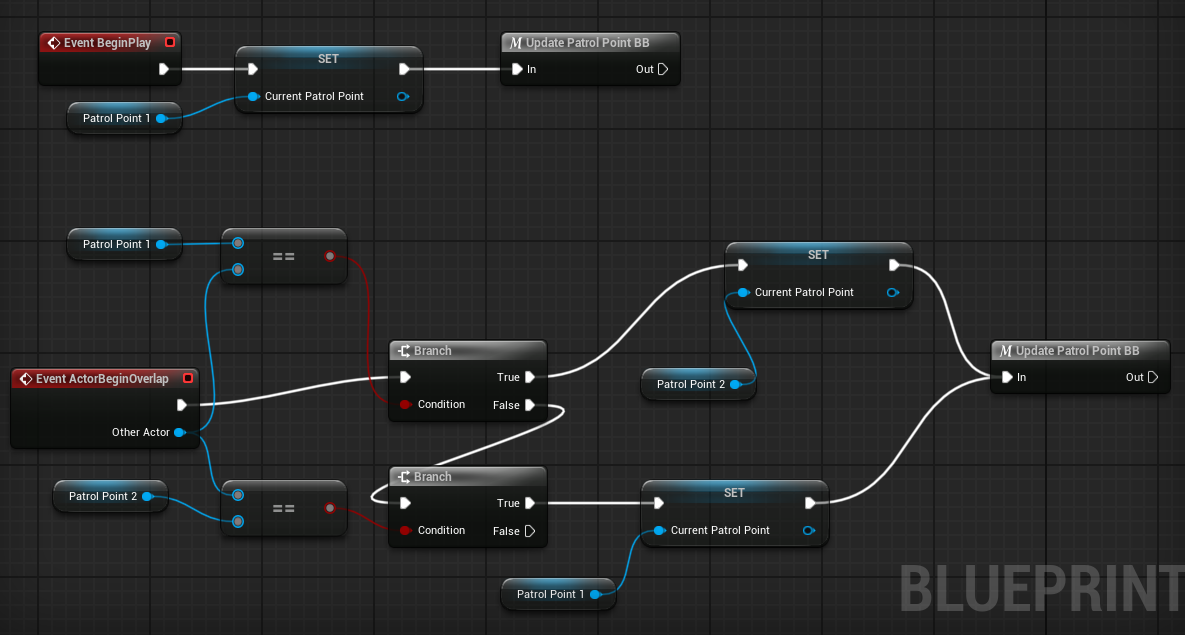 Event BeginPlay
SET
Update Patrol Point BB
In
Out
Current Patrol Point
Patrol Point 1
Patrol Point 1
==
SET
Current Patrol Point
Branch
True
Condition
False
Event ActorBeginOverlap
Other Actor
Patrol Point 2
Update Patrol Point BB
In
Out
Branch
True
Condition
False
Patrol Point 2
==
SET
Current Patrol Point
Patrol Point 1
BLUEPRINT